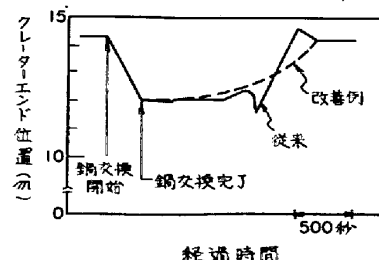 クレーターエンド位置(m)
15
10
0
鍋交換
開始
鍋交換完了
従来
改善例
500秒
経過時間